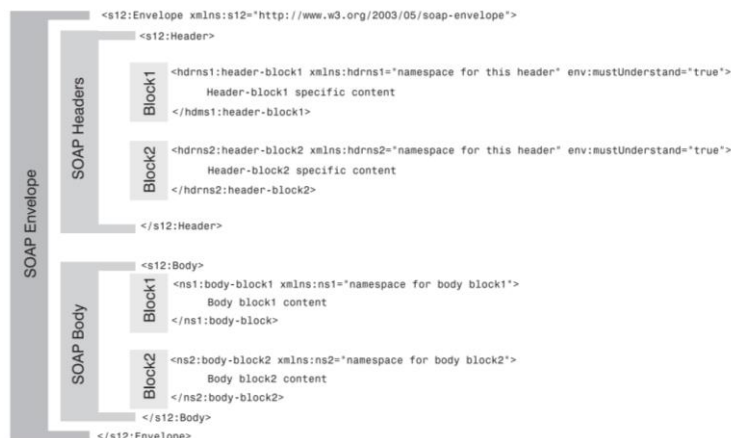 <s12:Envelope xmlns:s12="http://www.w3.org/2003/05/soap-envelope">
<s12:Header>
SOAP Envelope
SOAP Headers
Block1
<hdrns1:header-block1 xmlns:hdrns1="namespace for this header" env:mustUnderstand="true">
Header-block1 specific content
</hdms1:header-block1>
Block2
<hdrns2:header-block2 xmlns:hdrns2="namespace for this header" env:mustUnderstand="true">
Header-block2 specific content
</hdrns2:header-block2>
</s12:Header>
SOAP Body
<s12:Body>
Block1
<ns1:body-block1 xmlns:ns1="namespace for body block1">
Body block1 content
</ns1:body-block>
Block2
<ns2:body-block2 xmlns:ns2="namespace for body block2">
Body block2 content
</ns2:body-block2>
</s12:Body>
</s12:Envelope>